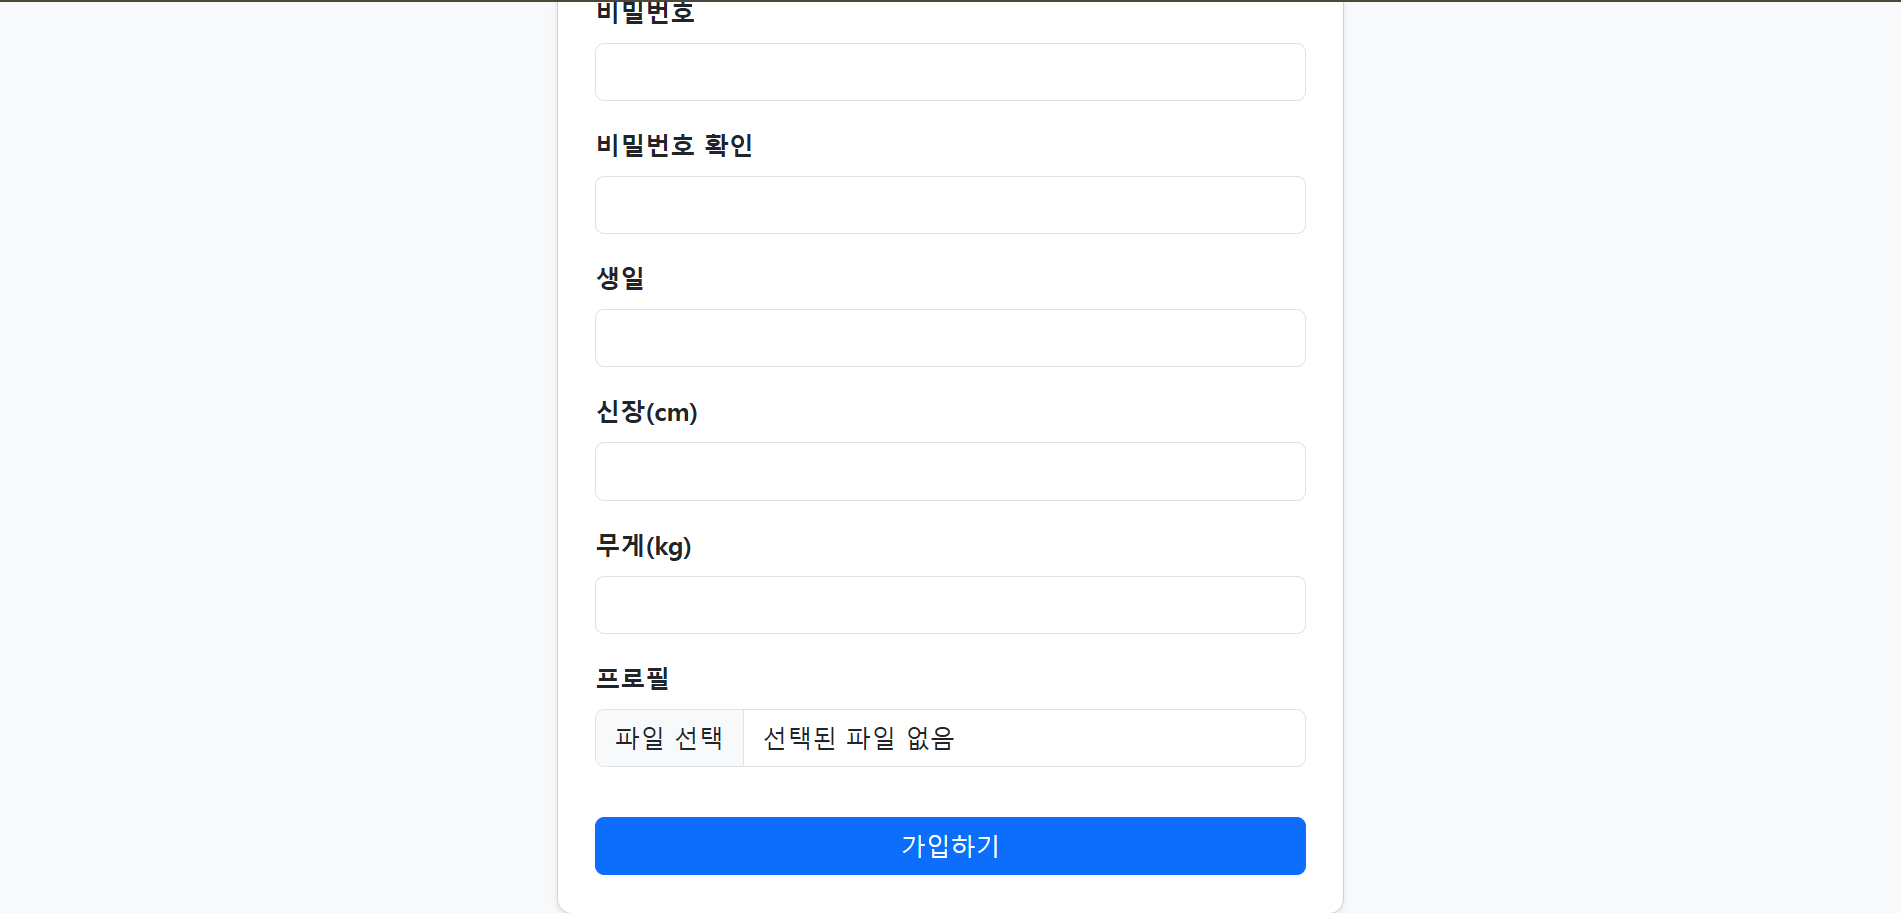 비밀번호
비밀번호 확인
생일
신장(cm)
무게(kg)
프로필
파일 선택 선택된 파일 없음
가입하기